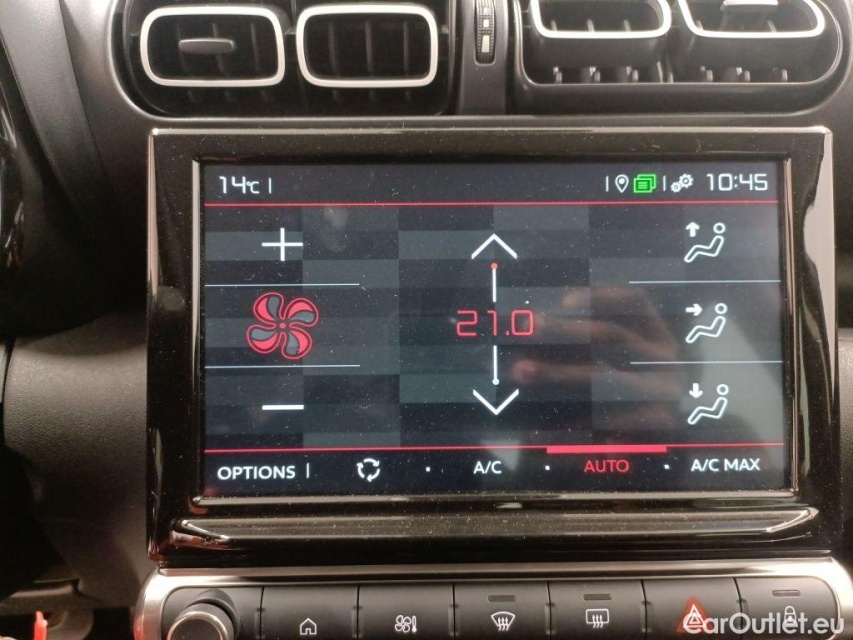 14°C 10:45
21.0
OPTIONS A/C AUTO A/C MAX
CarOutlet.eu